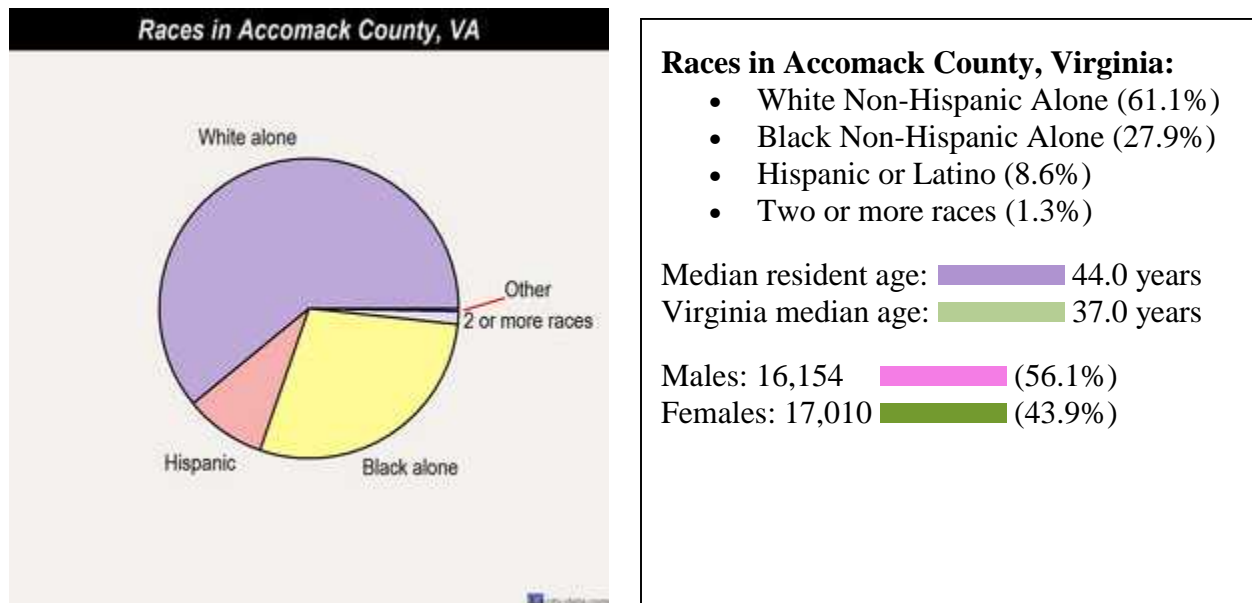 Races in Accomack County, VA
White alone
Other
2 or more races
Hispanic
Black alone
Races in Accomack County, Virginia:
• White Non-Hispanic Alone (61.1%)
• Black Non-Hispanic Alone (27.9%)
• Hispanic or Latino (8.6%)
• Two or more races (1.3%)
Median resident age: 44.0 years
Virginia median age: 37.0 years
Males: 16,154 (56.1%)
Females: 17,010 (43.9%)